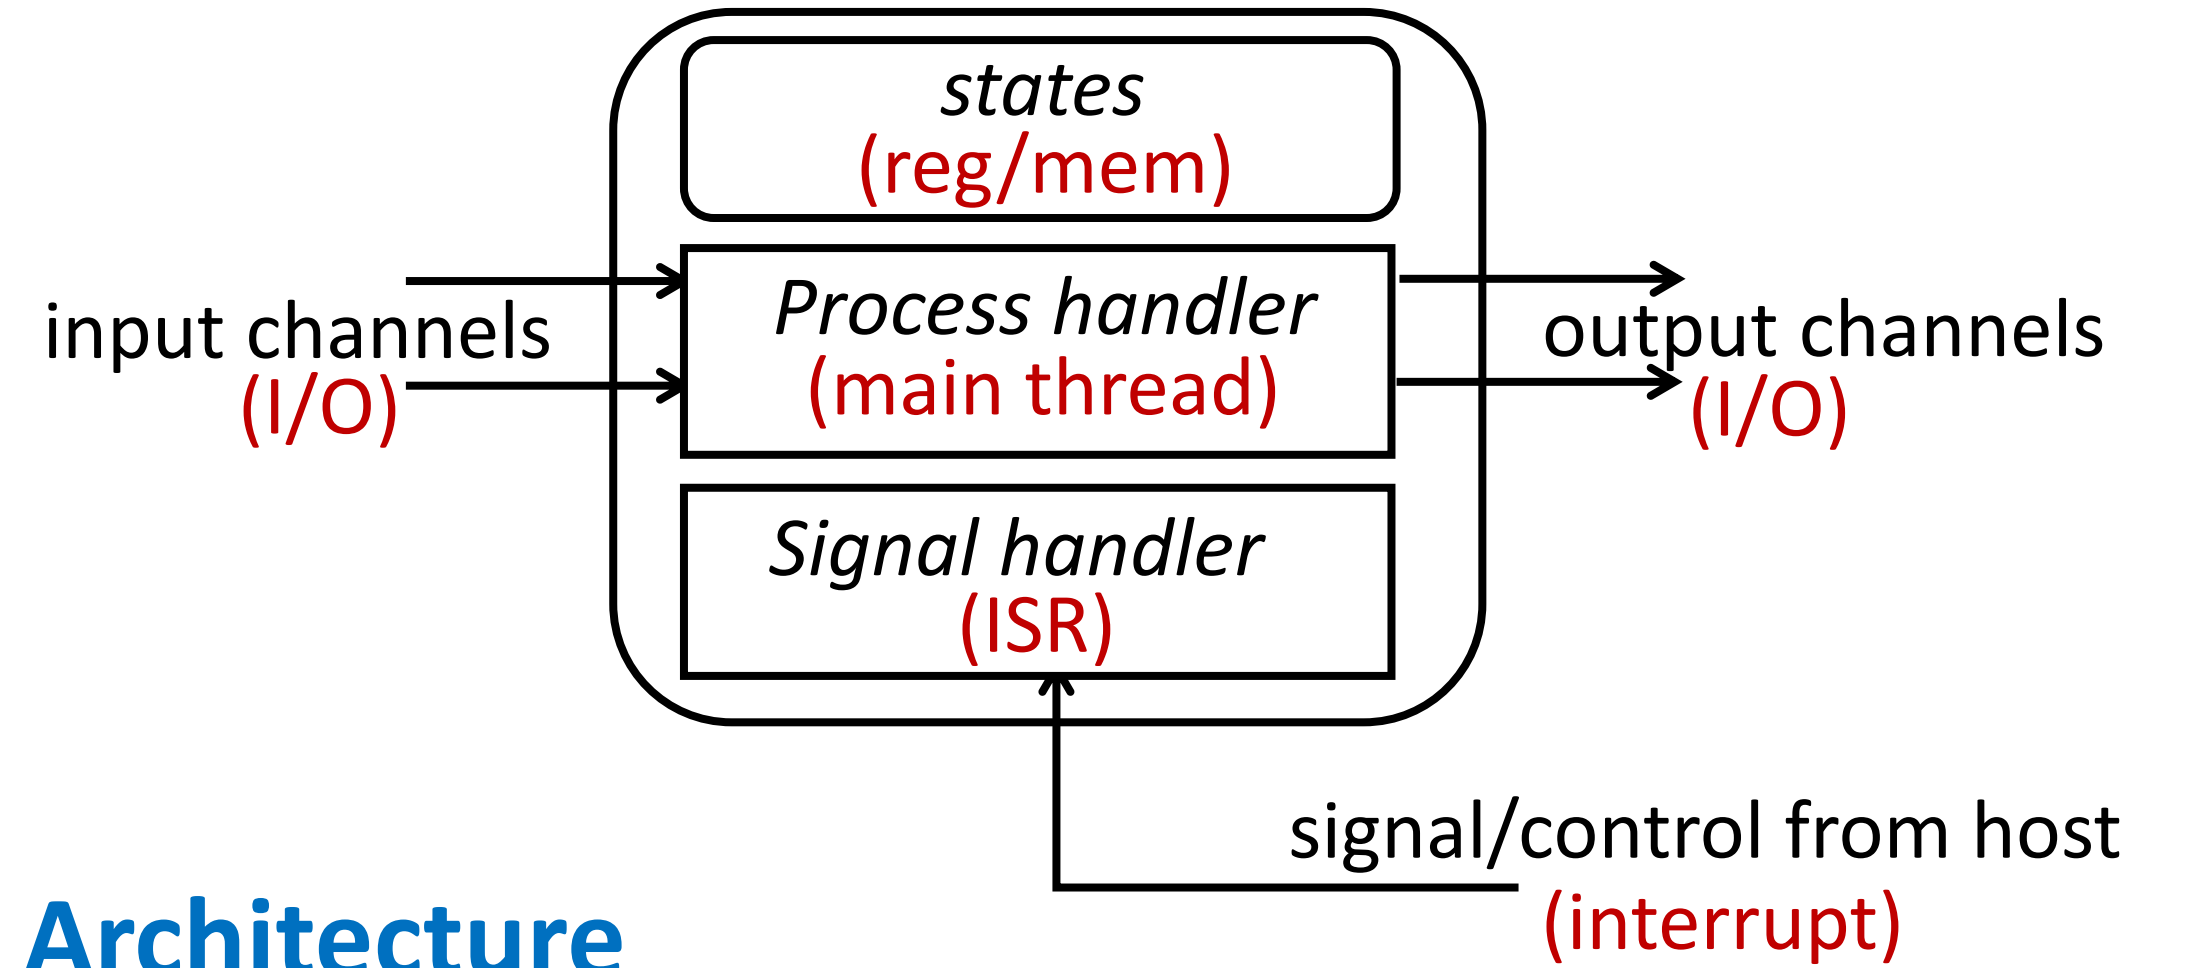 states
(reg/mem)
Process handler
(main thread)
input channels
(I/O)
output channels
(I/O)
Signal handler
(ISR)
signal/control from host
(interrupt)
Architecture